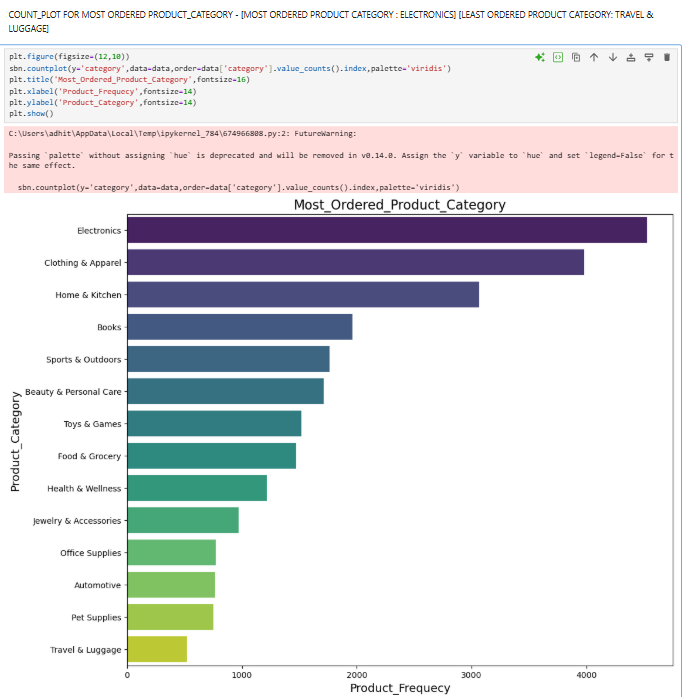 COUNT_PLOT FOR MOST ORDERED PRODUCT_CATEGORY - [MOST ORDERED PRODUCT CATEGORY : ELECTRONICS] [LEAST ORDERED PRODUCT CATEGORY: TRAVEL &
LUGGAGE]
plt.figure(figsize=(12,10))
sbn.countplot(y='category',data=data,order=data['category'].value_counts().index,palette='viridis')
plt.title('Most_Ordered_Product_Category',fontsize=16)
plt.xlabel('Product_Frequecy',fontsize=14)
plt.ylabel('Product_Category',fontsize=14)
plt.show()
C:\Users\adhit\AppData\Local\Temp\ipykernel_784\674966808.py:2: FutureWarning:
Passing `palette` without assigning `hue` is deprecated and will be removed in v0.14.0. Assign the `y` variable to `hue` and set `legend=False` for t
he same effect.
sbn.countplot(y='category',data=data,order=data['category'].value_counts().index,palette='viridis')
Most_Ordered_Product_Category
Electronics
Clothing & Apparel
Home & Kitchen
Books
Sports & Outdoors
Beauty & Personal Care
Toys & Games
Food & Grocery
Health & Wellness
Jewelry & Accessories
Office Supplies
Automotive
Pet Supplies
Travel & Luggage
Product_Category
0 1000 2000 3000 4000
Product_Frequecy